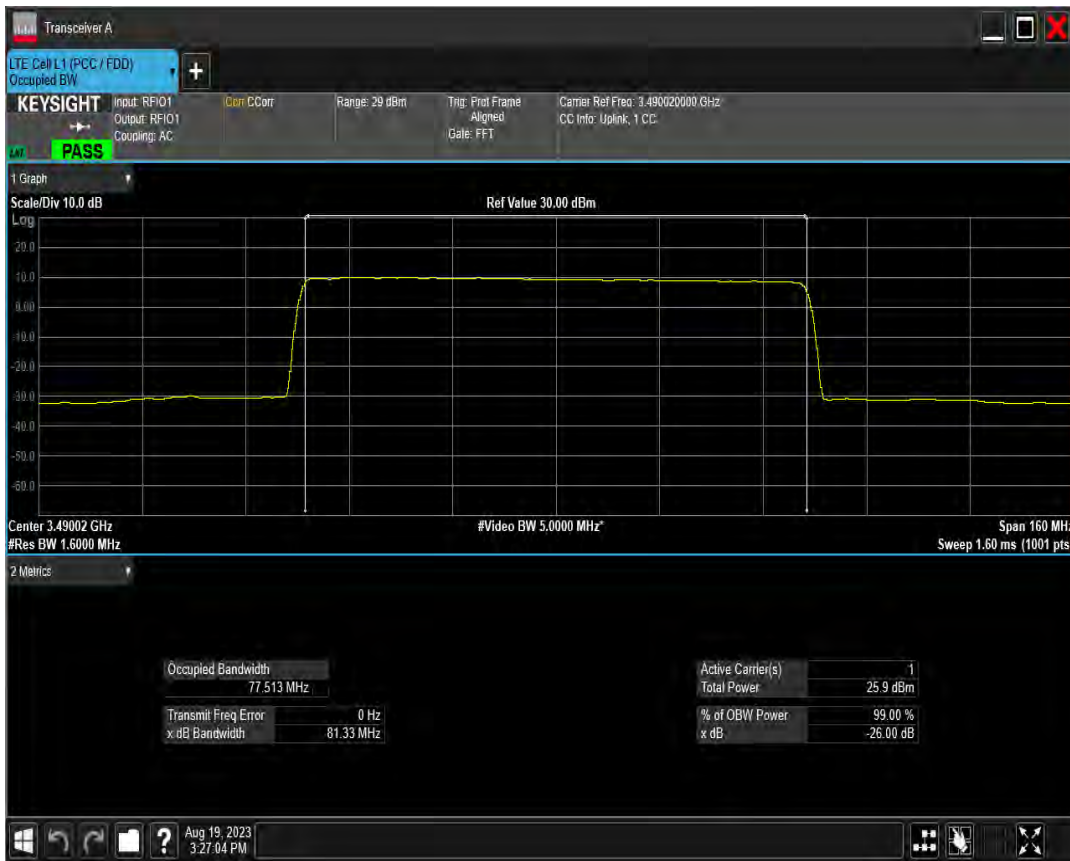 Transceiver A
LTE Cell L1 (PCC / FDD)
Occupied BW
+
KEYSIGHT
Input: RFIO1
Output: RFIO1
Coupling: AC
Corr CCorr
Range: 29 dBm
Trig: Prot Frame
Aligned
Gate: FFT
Carrier Ref Freq: 3.490020000 GHz
CC Info: Uplink, 1 CC
PASS
1 Graph
Scale/Div 10.0 dB
Ref Value 30.00 dBm
Log
20.0
10.0
0.00
-10.0
-20.0
-30.0
-40.0
-50.0
-60.0
Center 3.49002 GHz
#Video BW 5.0000 MHz*
Span 160 MHz
#Res BW 1.6000 MHz
Sweep 1.60 ms (1001 pts
2 Metrics
Occupied Bandwidth
77.513 MHz
Transmit Freq Error 0 Hz
x dB Bandwidth 81.33 MHz
Active Carrier(s) 1
Total Power 25.9 dBm
% of OBW Power 99.00 %
x dB -26.00 dB
?
Aug 19, 2023
3:27:04 PM